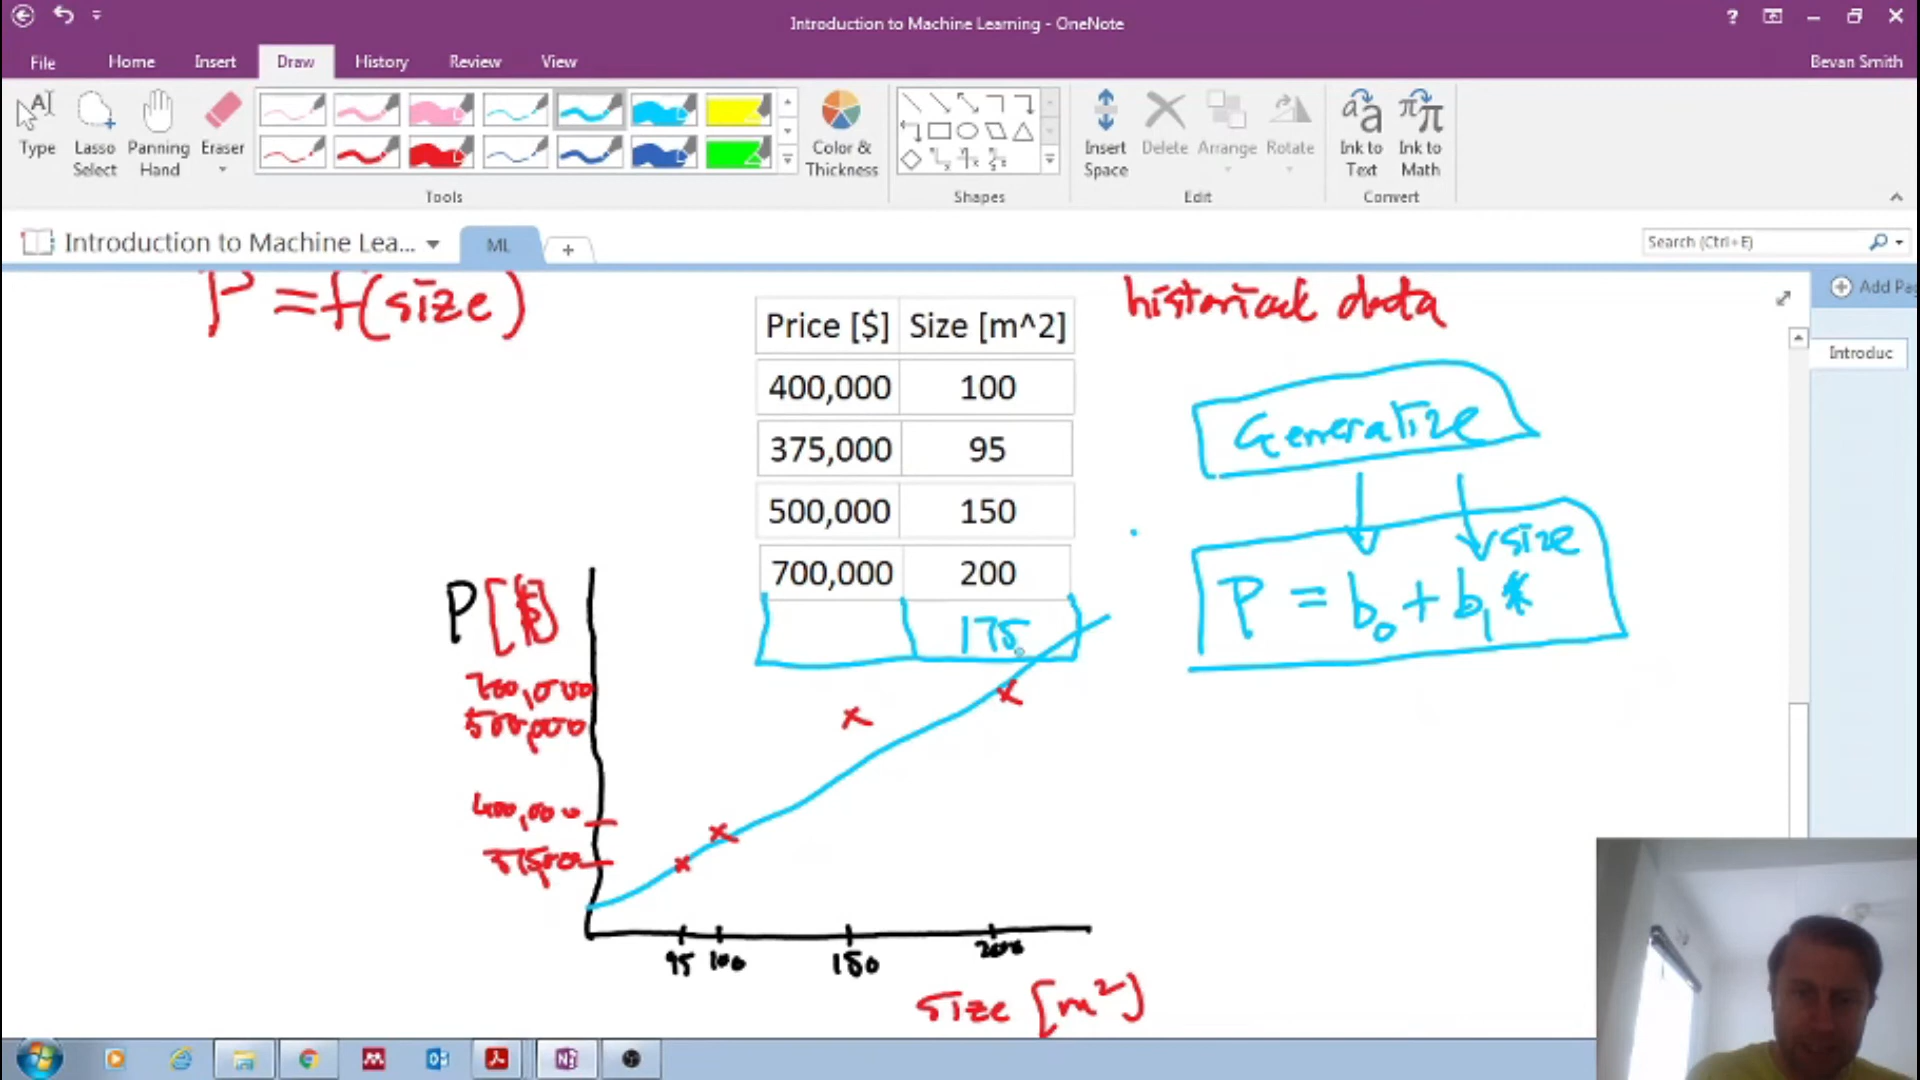 Introduction to Machine Learning - OneNote
File Home Insert Draw History Review View
Bevan Smith
Type
Lasso Select
Panning Hand
Eraser
Color & Thickness
Insert Space
Delete
Arrange
Rotate
Ink to Text
Ink to Math
Tools
Shapes
Edit
Convert
Introduction to Machine Lea...
ML
Search (Ctrl+E)
P = f(size)
historical data
Add Pag
Introduc
Price [$] Size [m^2]
400,000 100
375,000 95
500,000 150
700,000 200
175
Generalize
size
P = b₀ + b₁ *
P [$]
700,000
500,000
400,000
95 100 150 200
size [m²]